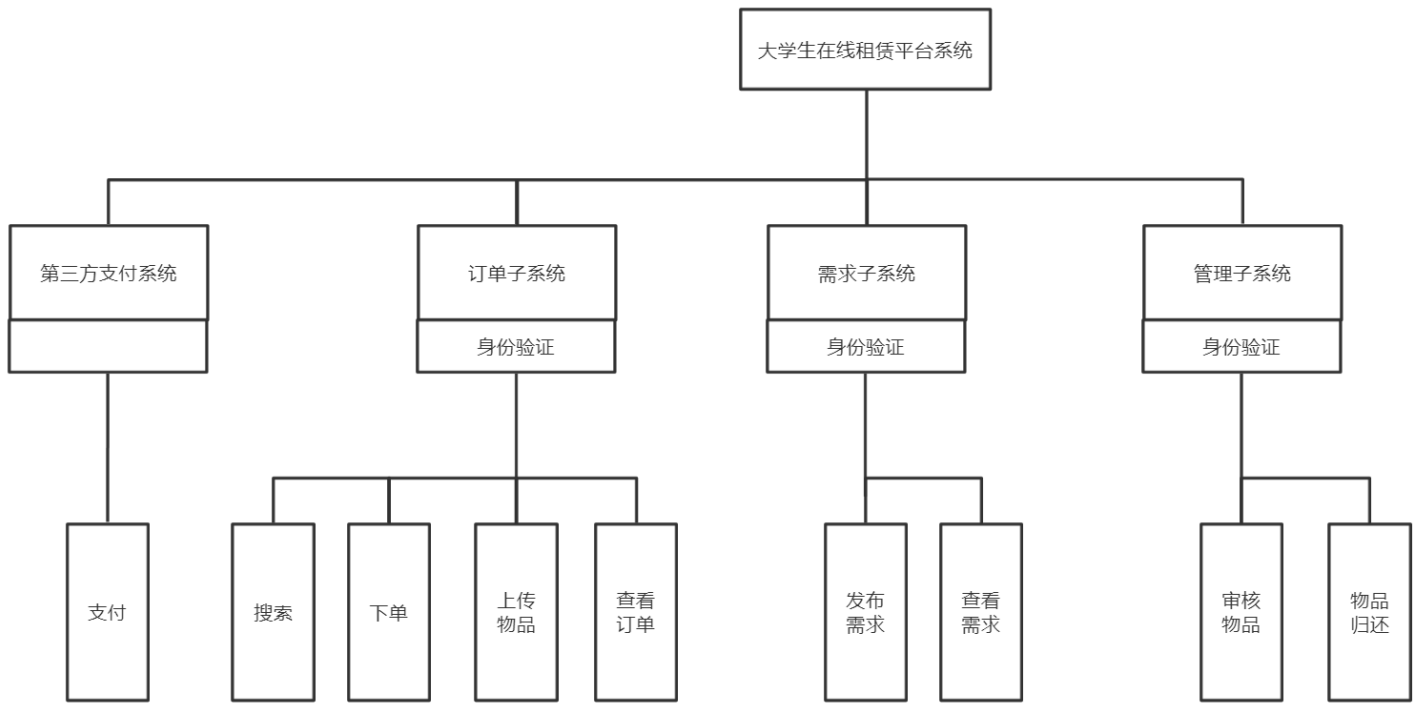 大学生在线租赁平台系统
第三方支付系统
订单子系统
需求子系统
管理子系统
身份验证
身份验证
身份验证
支付
搜索
下单
上传
物品
查看
订单
发布
需求
查看
需求
审核
物品
物品
归还